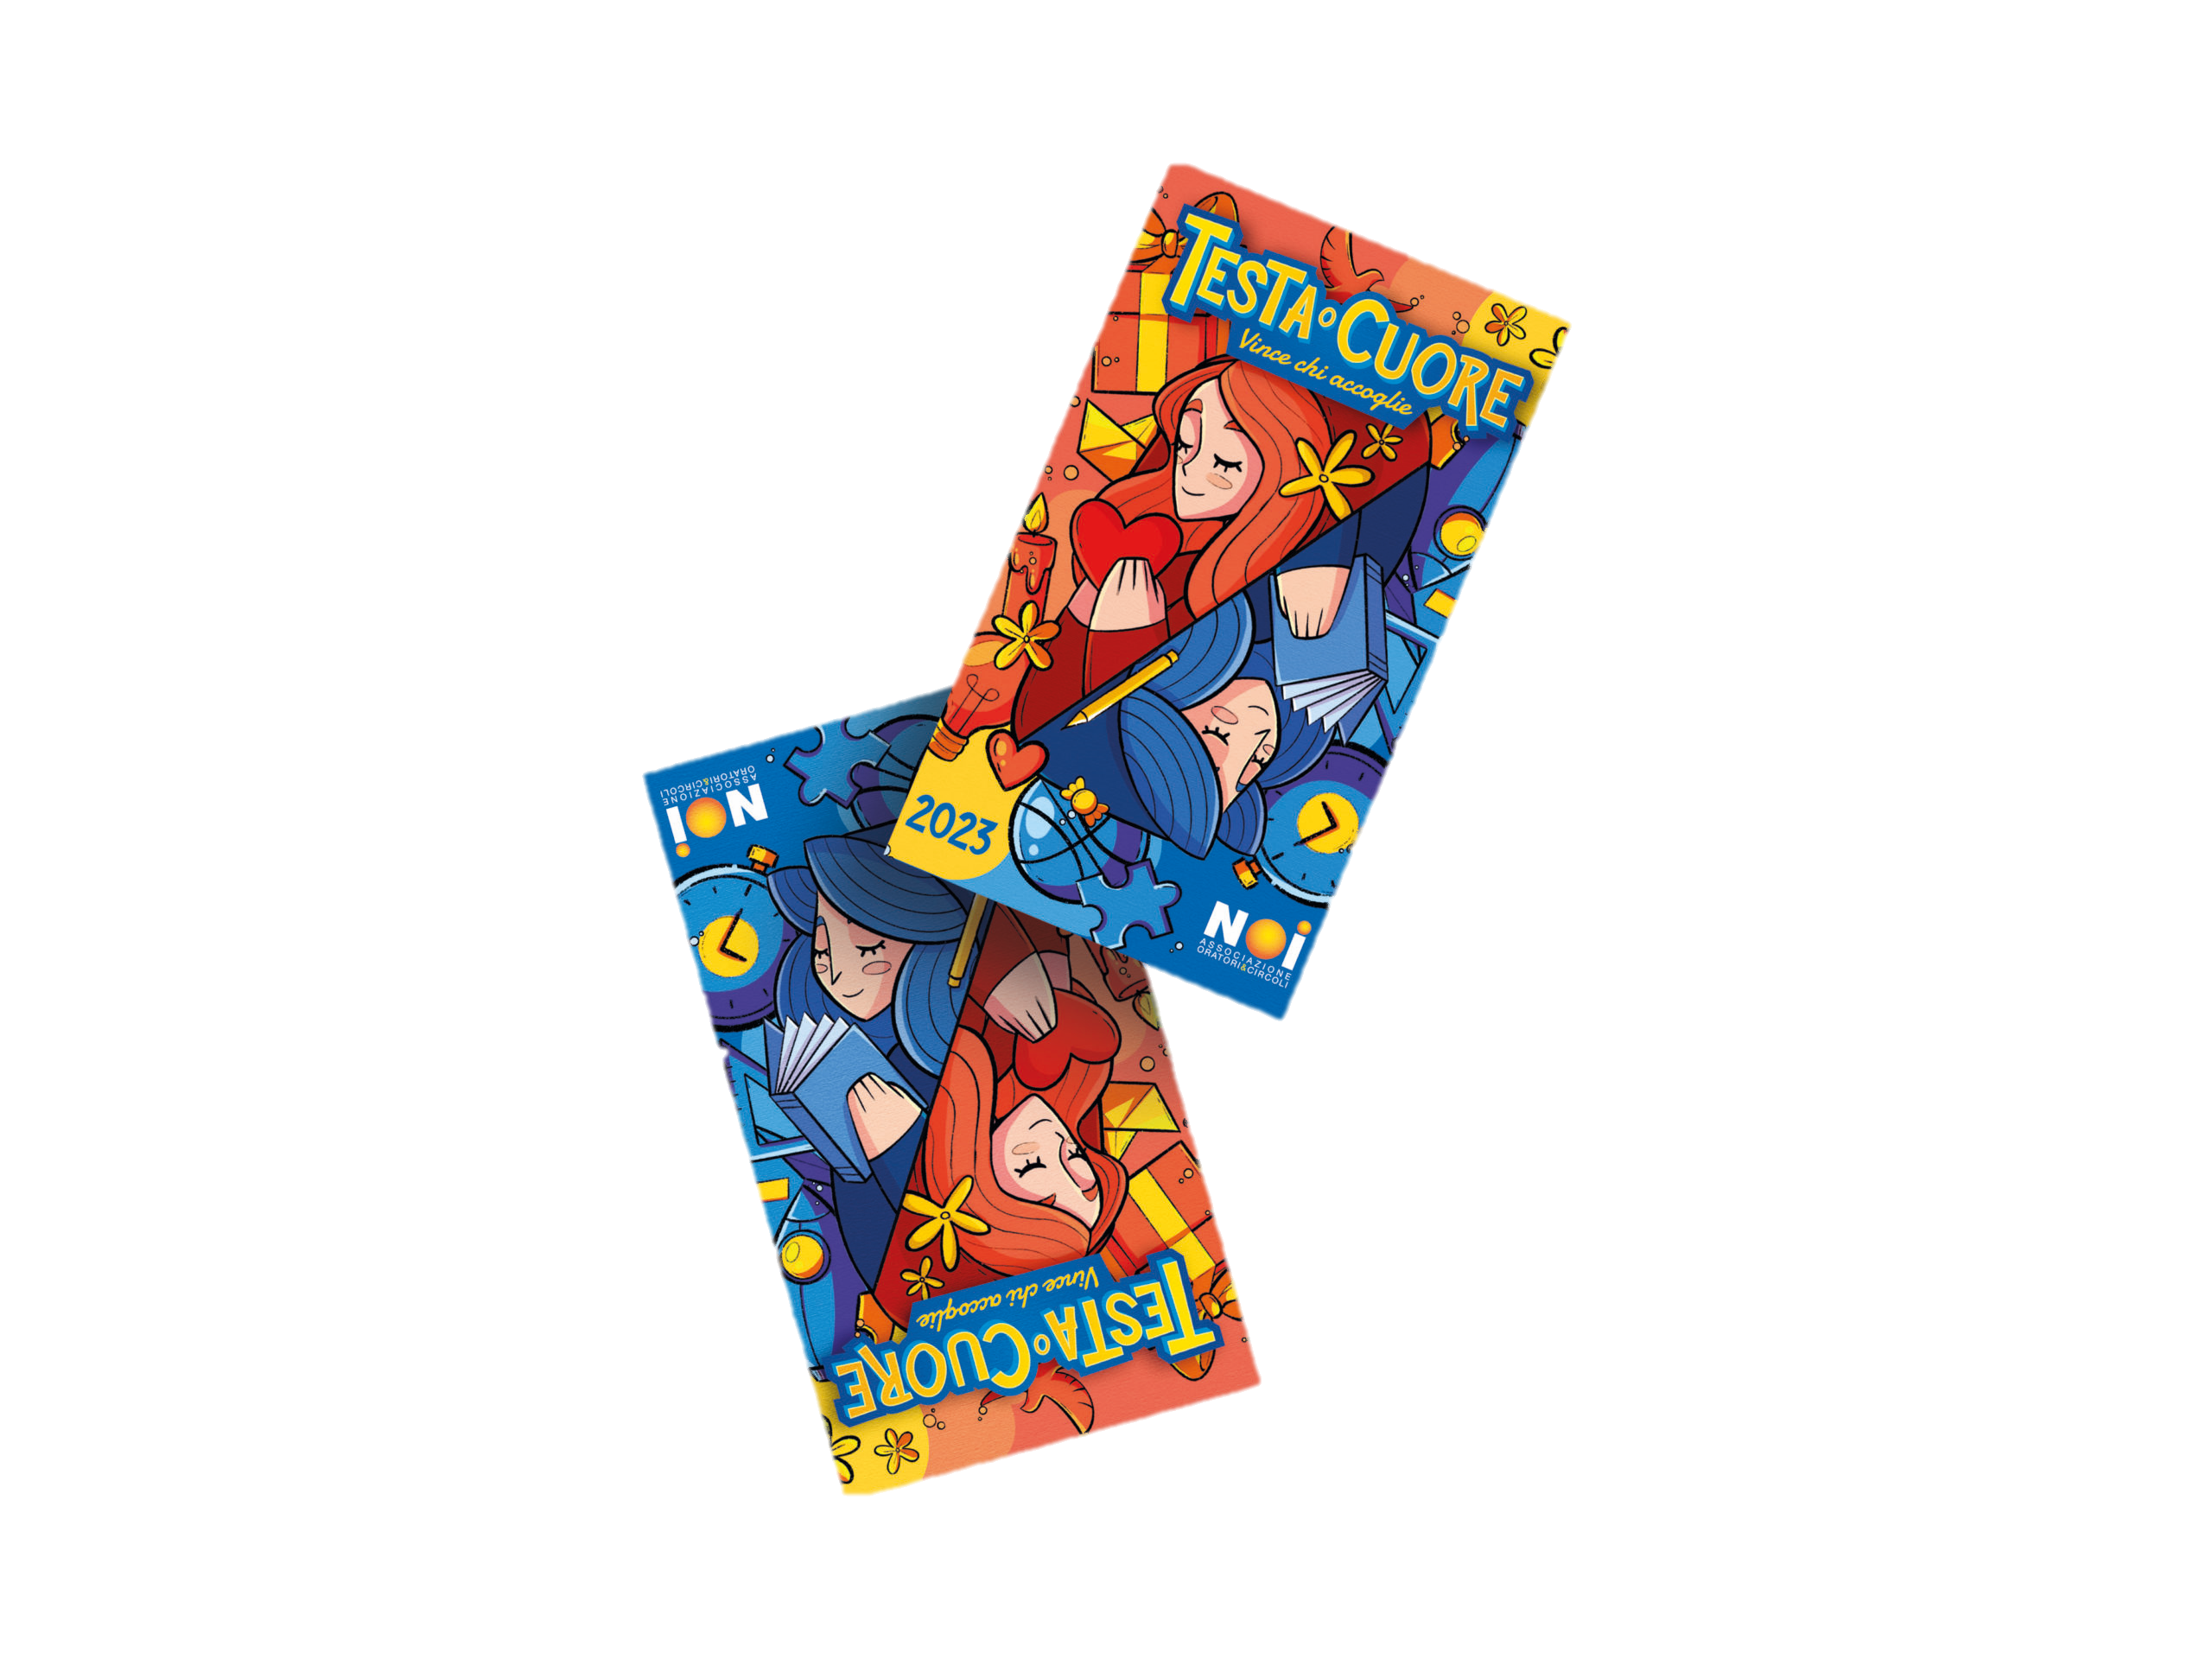 TESTA O CUORE
Vince chi accoglie
2023
NOi
ASSOCIAZIONE
ORATORI&CIRCOLI
NOi
ASSOCIAZIONE
ORATORI&CIRCOLI
Vince chi accoglie
TESTA O CUORE